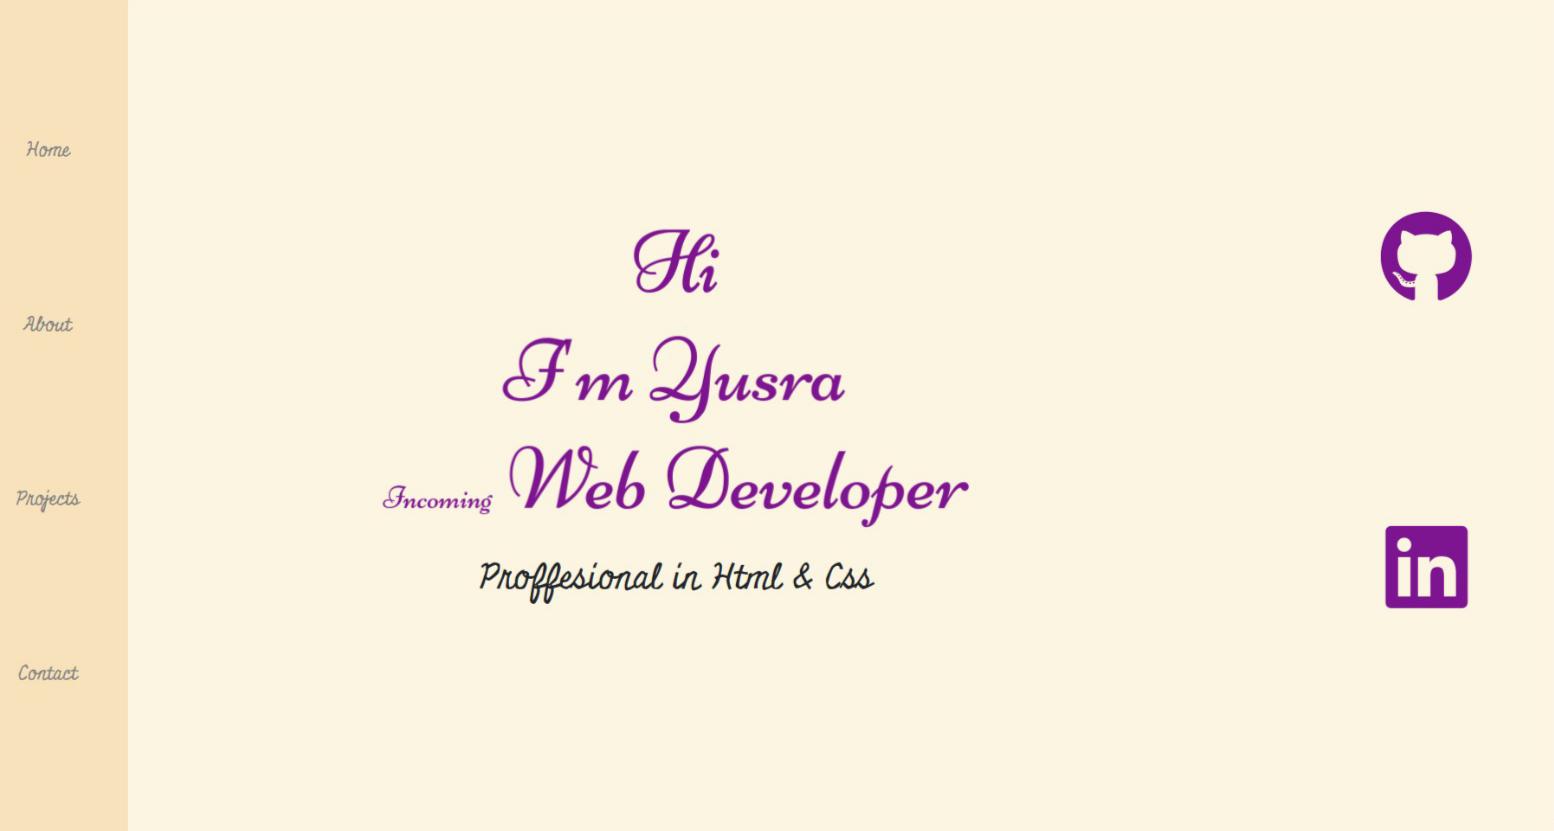 Home
About
Projects
Contact
Hi
I'm Yusra
Incoming Web Developer
Proffesional in Html & Css
in